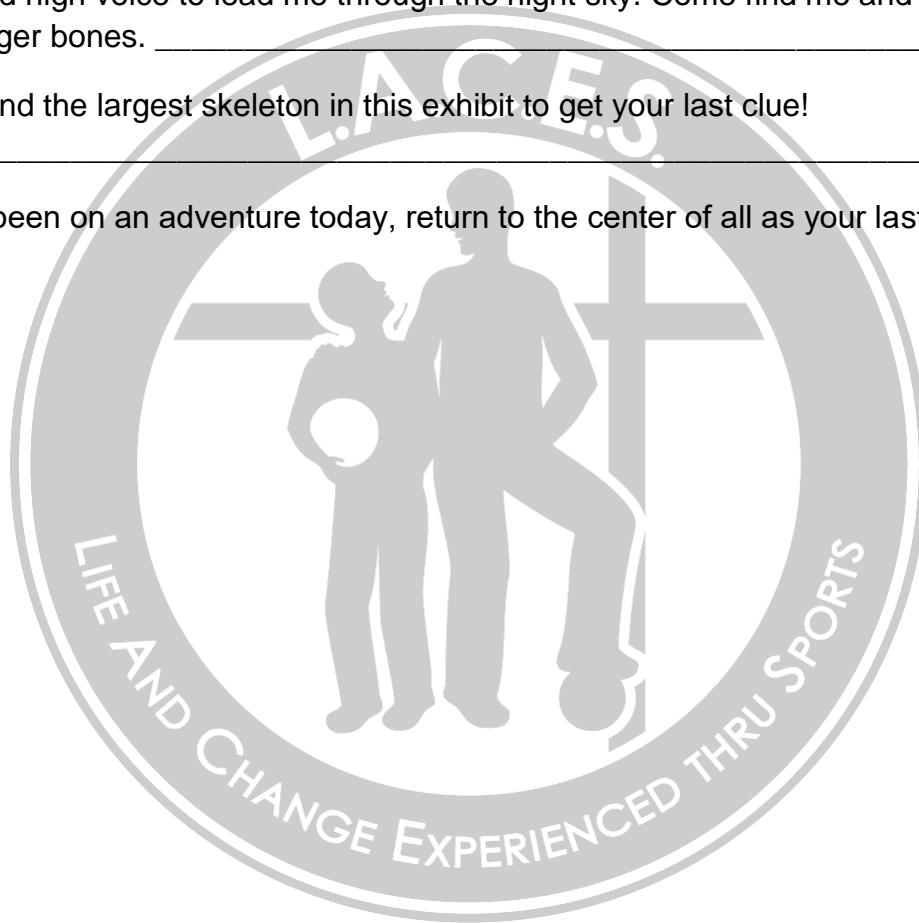 d high voice to lead me through the night sky! Come find me and
ger bones. ______________________________________________
nd the largest skeleton in this exhibit to get your last clue!
______________________________________________________
been on an adventure today, return to the center of all as your last
L.A.C.E.S.
LIFE AND CHANGE EXPERIENCED THRU SPORTS